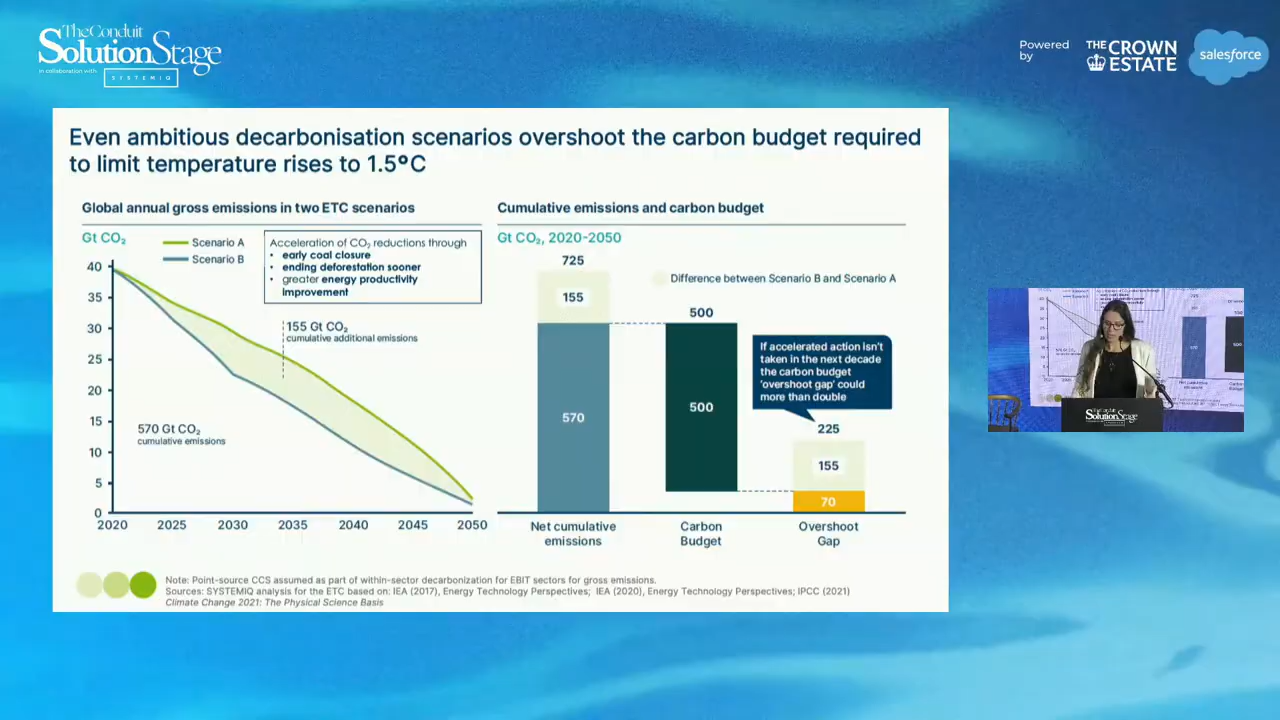 The Conduit
Solution Stage
in collaboration with
SYSTEMIQ
Powered
by
THE CROWN
ESTATE
salesforce
Even ambitious decarbonisation scenarios overshoot the carbon budget required
to limit temperature rises to 1.5ºC
Global annual gross emissions in two ETC scenarios
Gt CO₂
Scenario A
Scenario B
Acceleration of CO₂ reductions through
• early coal closure
• ending deforestation sooner
• greater energy productivity
improvement
40
35
30
25
20
15
10
5
0
155 Gt CO₂
cumulative additional emissions
570 Gt CO₂
cumulative emissions
2020 2025 2030 2035 2040 2045 2050
Cumulative emissions and carbon budget
Gt CO₂, 2020-2050
Difference between Scenario B and Scenario A
725
155
570
500
500
If accelerated action isn't
taken in the next decade
the carbon budget
'overshoot gap' could
more than double
225
155
70
Net cumulative
emissions
Carbon
Budget
Overshoot
Gap
Note: Point-source CCS assumed as part of within-sector decarbonization for EBIT sectors for gross emissions.
Sources: SYSTEMIQ analysis for the ETC based on: IEA (2017), Energy Technology Perspectives; IEA (2020), Energy Technology Perspectives; IPCC (2021)
Climate Change 2021: The Physical Science Basis
The Conduit
Solution Stage